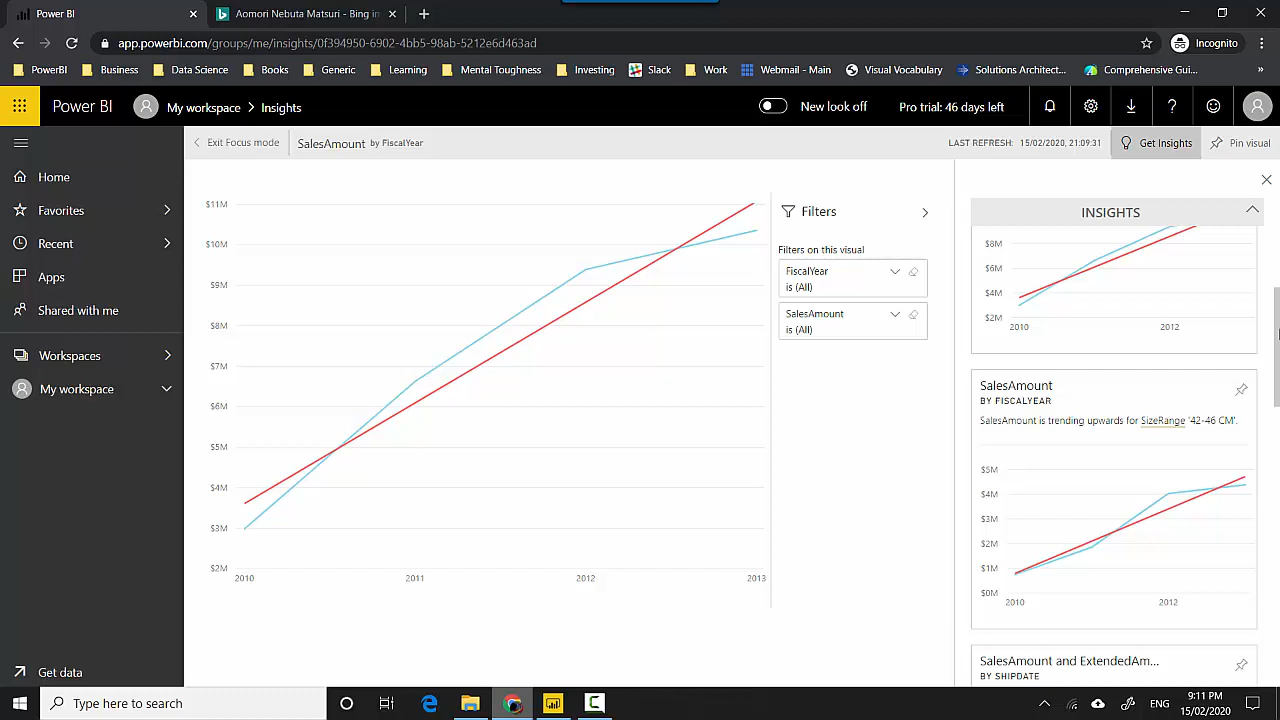 Power BI
Aomori Nebuta Matsuri - Bing in
app.powerbi.com/groups/me/insights/0f394950-6902-4bb5-98ab-5212e6d463ad
Incognito
PowerBI
Business
Data Science
Books
Generic
Learning
Mental Toughness
Investing
Slack
Work
Webmail - Main
Visual Vocabulary
Solutions Architect...
Comprehensive Gui...
»
Power BI
My workspace > Insights
New look off
Pro trial: 46 days left
Home
Favorites
Recent
Apps
Shared with me
Workspaces
My workspace
Get data
Exit Focus mode
SalesAmount by FiscalYear
LAST REFRESH: 15/02/2020, 21:09:31
Get Insights
Pin visual
$11M
$10M
$9M
$8M
$7M
$6M
$5M
$4M
$3M
$2M
2010
2011
2012
2013
Filters
Filters on this visual
FiscalYear
is (All)
SalesAmount
is (All)
INSIGHTS
$8M
$6M
$4M
$2M
2010
2012
SalesAmount
BY FISCALYEAR
SalesAmount is trending upwards for SizeRange '42-46 CM'.
$5M
$4M
$3M
$2M
$1M
$0M
2010
2012
SalesAmount and ExtendedAm...
BY SHIPDATE
Type here to search
ENG
9:11 PM
15/02/2020